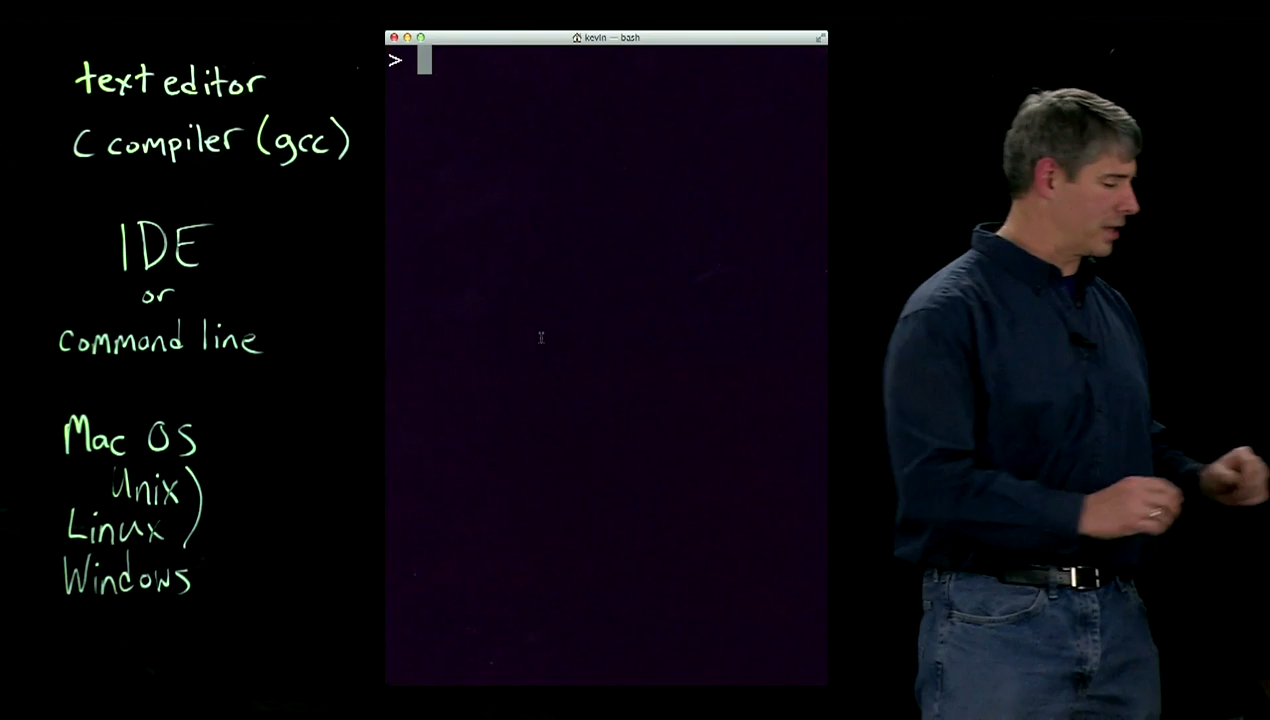 text editor
C compiler (gcc)
IDE
or
command line
Mac OS
Unix)
Linux)
Windows
kevin — bash
>